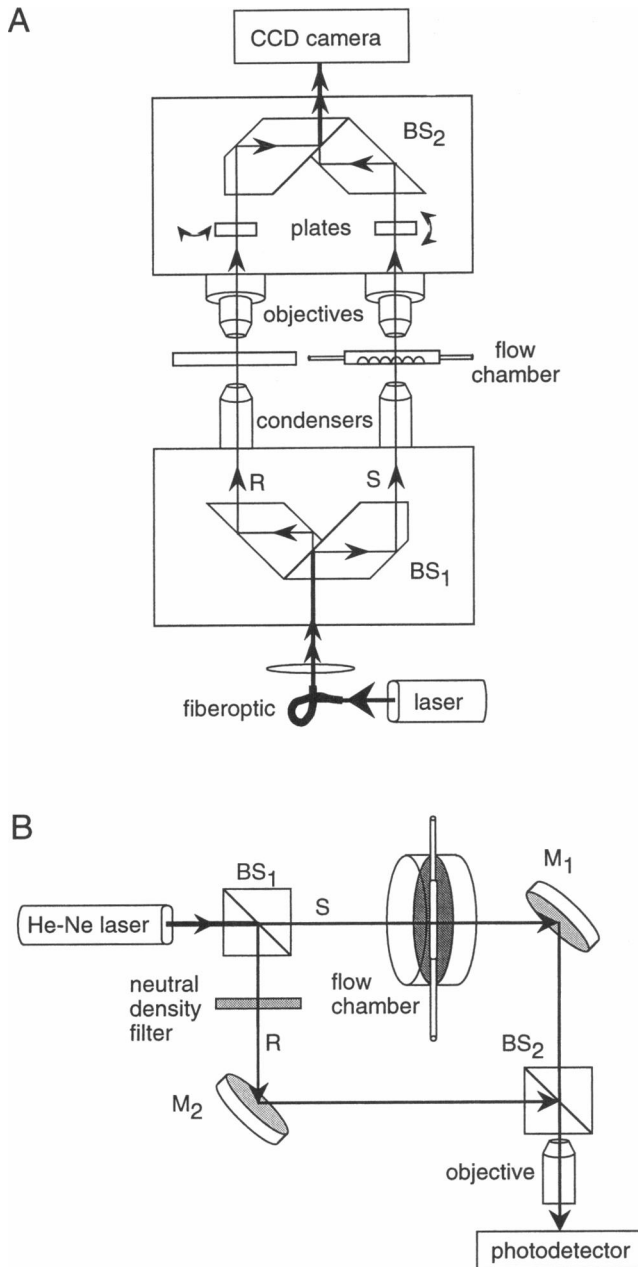 A
CCD camera
BS2
plates
objectives
flow
chamber
condensers
R
S
BS1
fiberoptic
laser
B
BS1
M1
He-Ne laser
S
neutral
density
filter
flow
chamber
R
BS2
M2
objective
photodetector